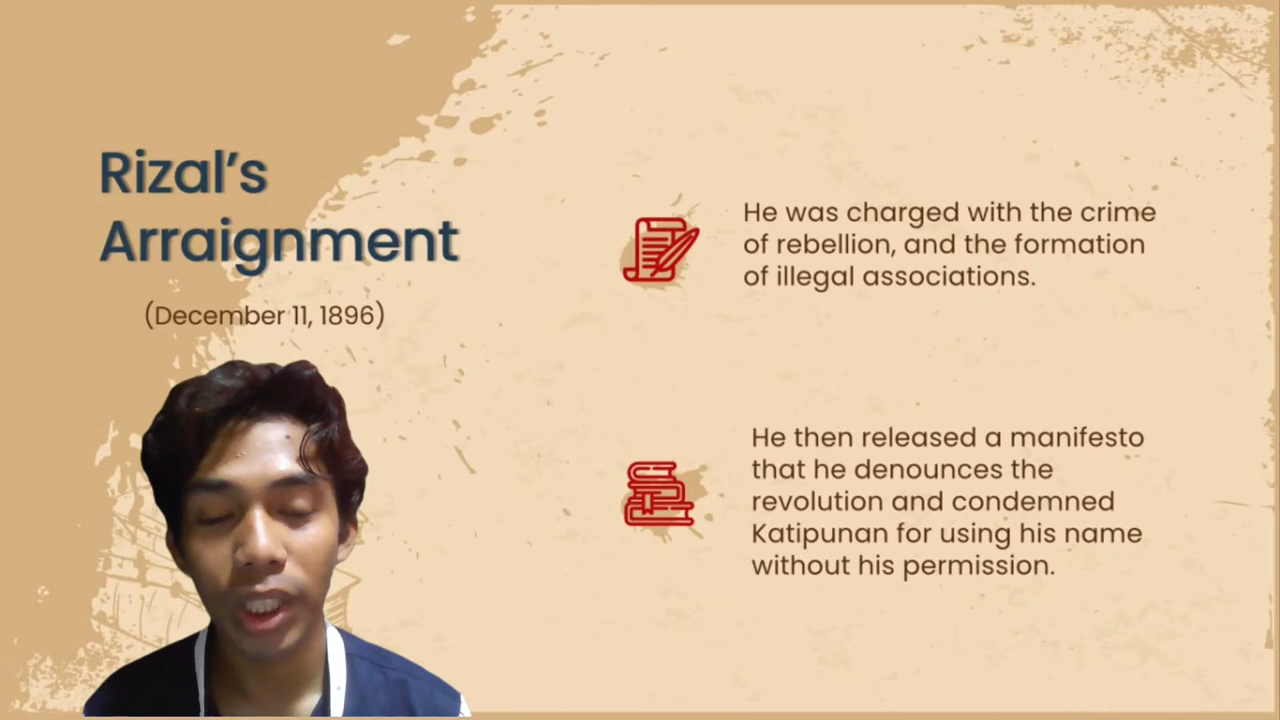 Rizal’s
Arraignment
(December 11, 1896)
He was charged with the crime
of rebellion, and the formation
of illegal associations.
He then released a manifesto
that he denounces the
revolution and condemned
Katipunan for using his name
without his permission.